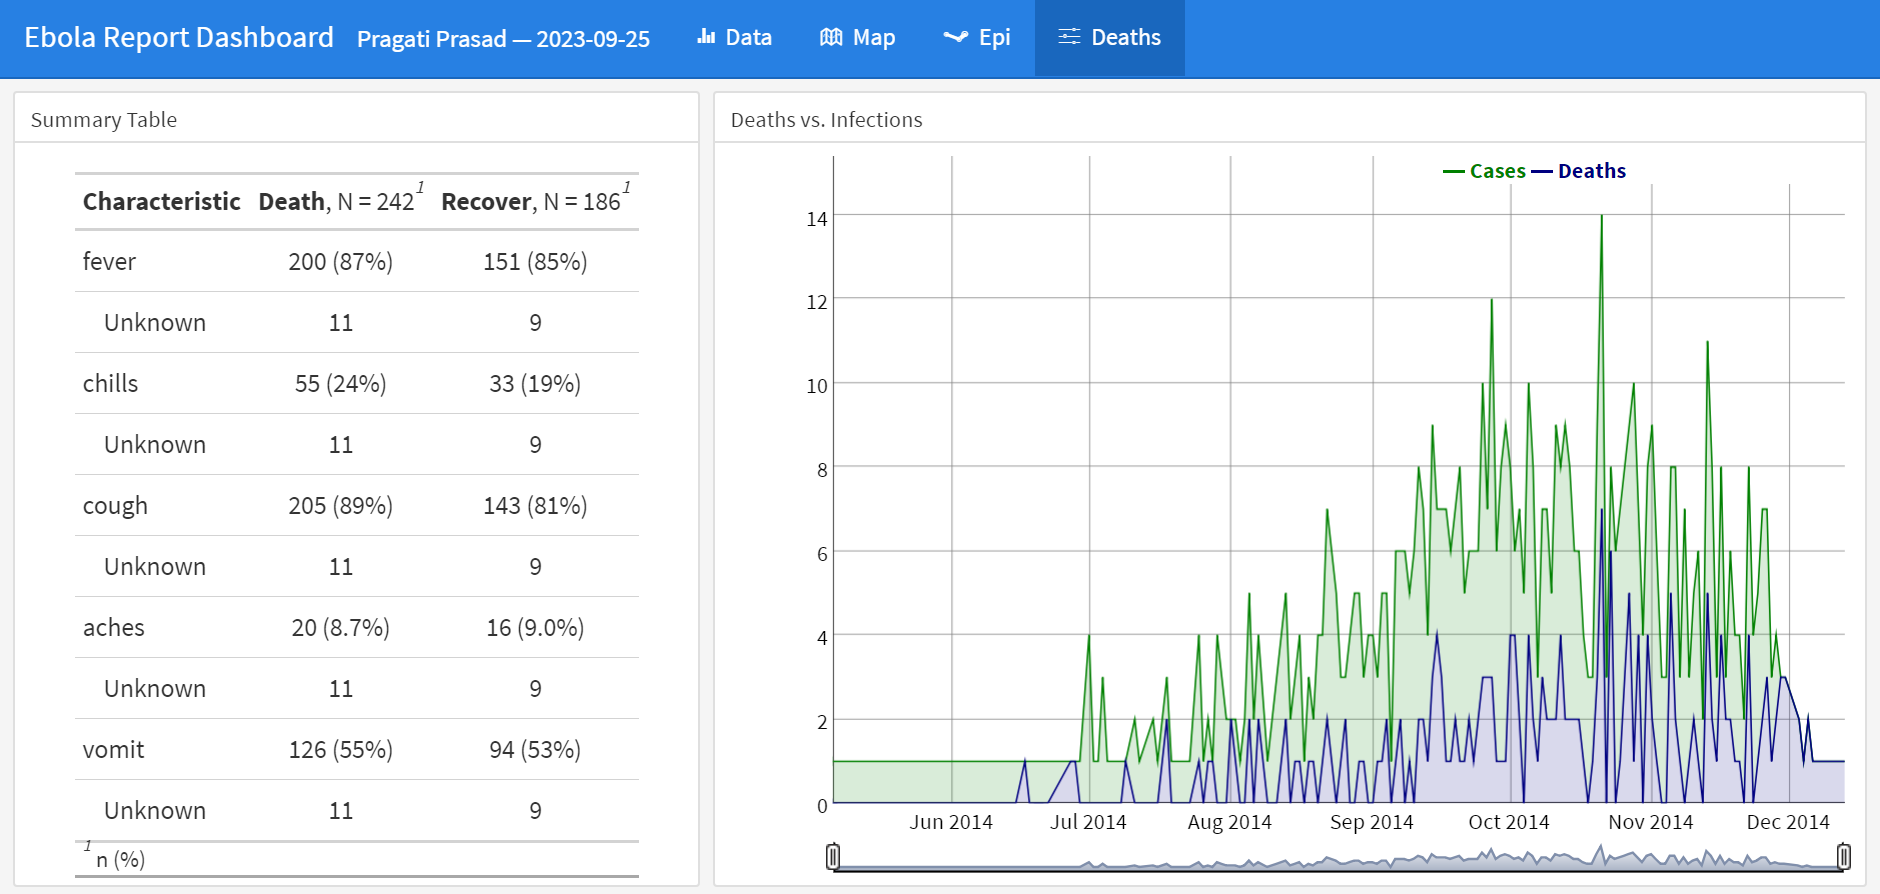 Ebola Report Dashboard Pragati Prasad — 2023-09-25 Data Map Epi Deaths
Summary Table
Characteristic Death, N = 242 1 Recover, N = 186 1
fever 200 (87%) 151 (85%)
Unknown 11 9
chills 55 (24%) 33 (19%)
Unknown 11 9
cough 205 (89%) 143 (81%)
Unknown 11 9
aches 20 (8.7%) 16 (9.0%)
Unknown 11 9
vomit 126 (55%) 94 (53%)
Unknown 11 9
1 n (%)
Deaths vs. Infections
Cases Deaths
14
12
10
8
6
4
2
0
Jun 2014 Jul 2014 Aug 2014 Sep 2014 Oct 2014 Nov 2014 Dec 2014